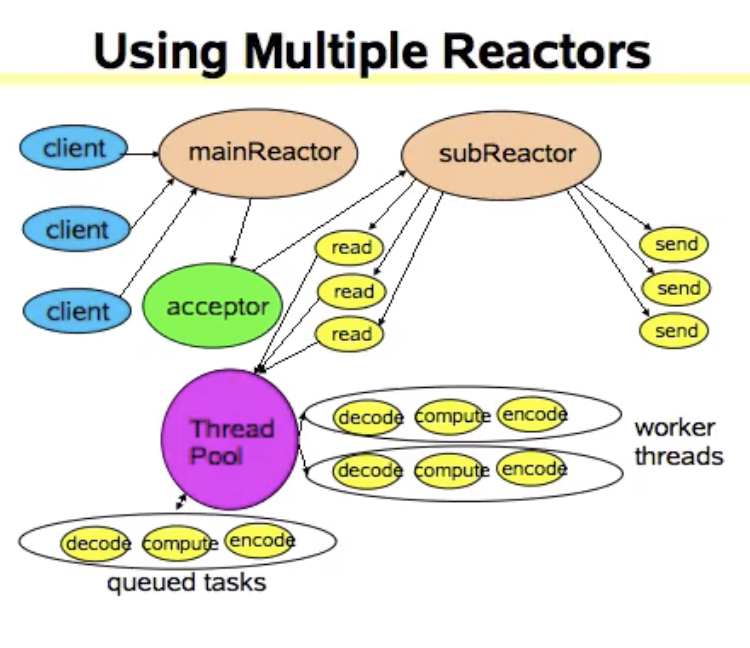 Using Multiple Reactors
client
mainReactor
subReactor
client
read
send
client
acceptor
read
send
read
send
Thread
Pool
decode compute encode
worker
threads
decode compute encode
decode compute encode
queued tasks